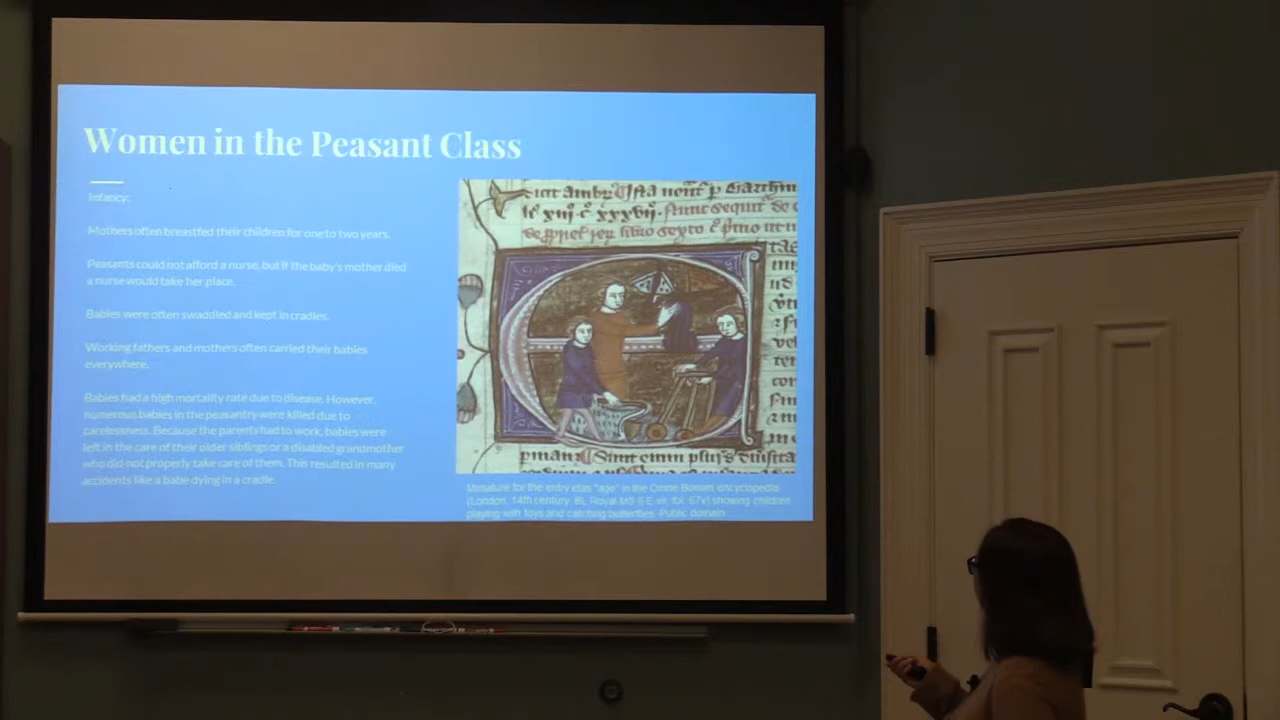 Women in the Peasant Class
Infancy:
Mothers often breastfed their children for one to two years.
Peasants could not afford a nurse, but if the baby's mother died
a nurse would take her place.
Babies were often swaddled and kept in cradles.
Working fathers and mothers often carried their babies
everywhere.
Babies had a high mortality rate due to disease. However,
numerous babies in the peasantry were killed due to
carelessness. Because the parents had to work, babies were
left in the care of their older siblings or a disabled grandmother
who did not properly take care of them. This resulted in many
accidents like a babe dying in a cradle.
Miniature for the entry etas "age" in the Omne Bonum encyclopedia
(London, 14th century, BL, Royal MS 6 E. vii, fol. 67v) showing children
playing with toys and catching butterflies. Public domain